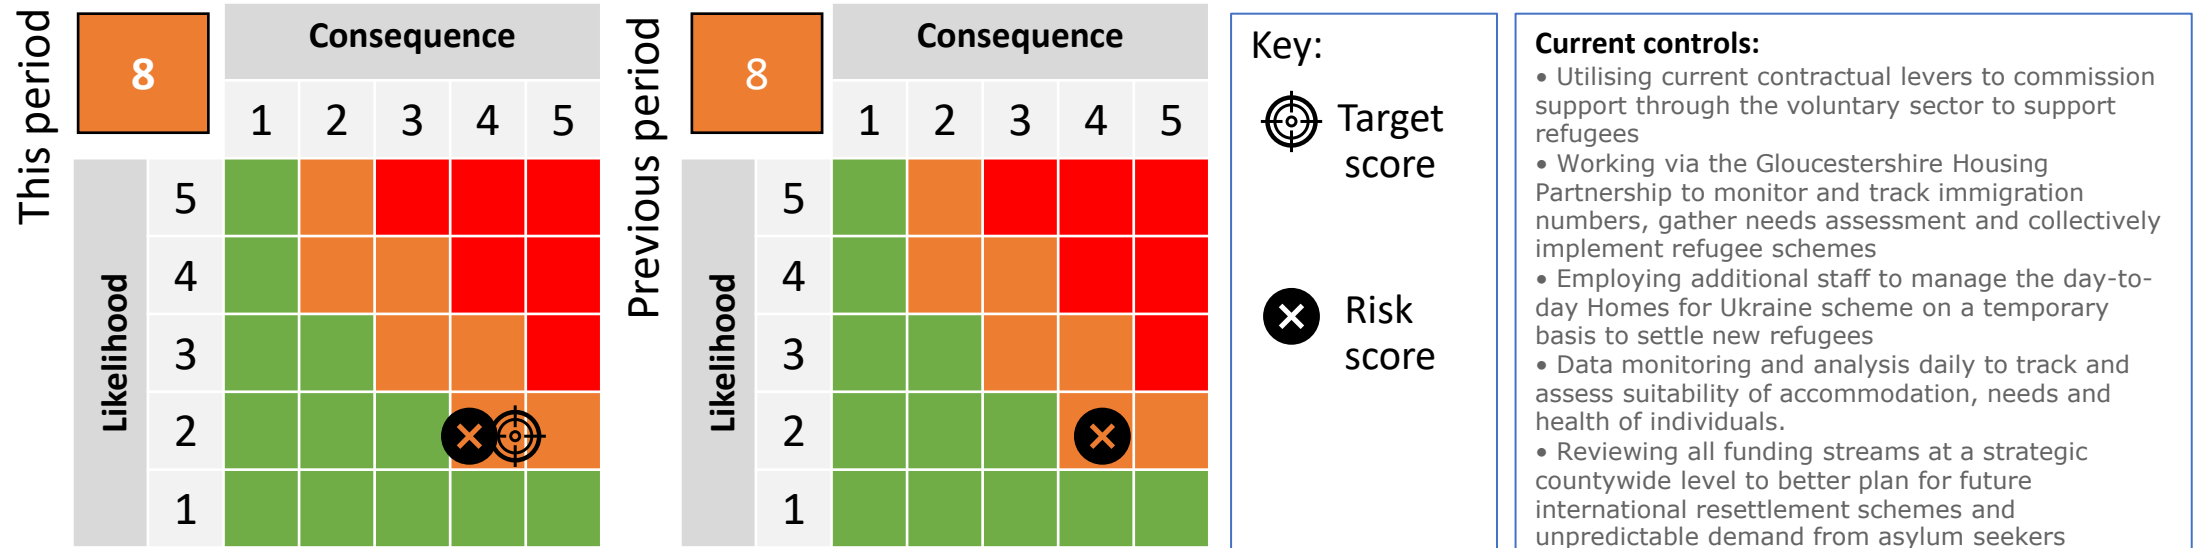 This period
8
Consequence
1 2 3 4 5
Likelihood
5
4
3
2
1
Previous period
8
Consequence
1 2 3 4 5
Likelihood
5
4
3
2
1
Key:
Target
score
Risk
score
Current controls:
• Utilising current contractual levers to commission
support through the voluntary sector to support
refugees
• Working via the Gloucestershire Housing
Partnership to monitor and track immigration
numbers, gather needs assessment and collectively
implement refugee schemes
• Employing additional staff to manage the day-to-
day Homes for Ukraine scheme on a temporary
basis to settle new refugees
• Data monitoring and analysis daily to track and
assess suitability of accommodation, needs and
health of individuals.
• Reviewing all funding streams at a strategic
countywide level to better plan for future
international resettlement schemes and
unpredictable demand from asylum seekers